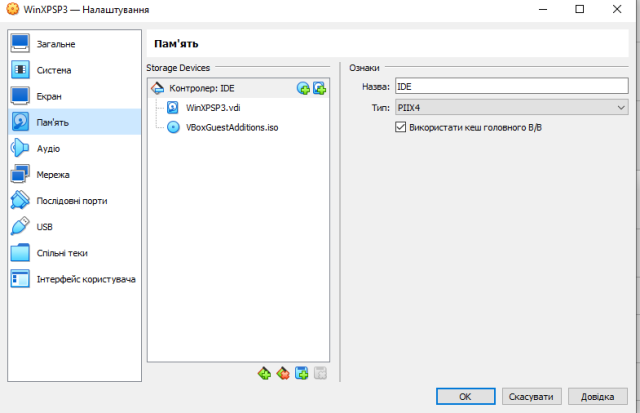 WinXPSP3 — Налаштування
Загальне
Система
Екран
Пам'ять
Аудіо
Мережа
Послідовні порти
USB
Спільні теки
Інтерфейс користувача
Пам'ять
Storage Devices
Контролер: IDE
WinXPSP3.vdi
VBoxGuestAdditions.iso
Ознаки
Назва: IDE
Тип: PIIX4
Використати кеш головного В/В
OK
Скасувати
Довідка